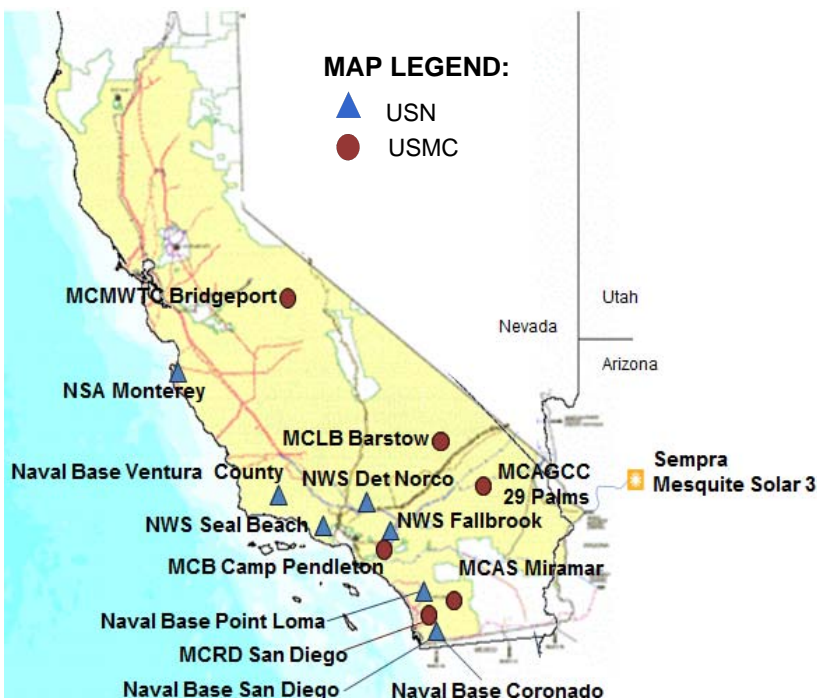 MAP LEGEND:
USN
USMC
MCMWTC Bridgeport
Utah
Nevada
Arizona
NSA Monterey
MCLB Barstow
Sempra
Mesquite Solar 3
Naval Base Ventura County
NWS Det Norco
MCAGCC
29 Palms
NWS Seal Beach
NWS Fallbrook
MCB Camp Pendleton
MCAS Miramar
Naval Base Point Loma
MCRD San Diego
Naval Base San Diego
Naval Base Coronado